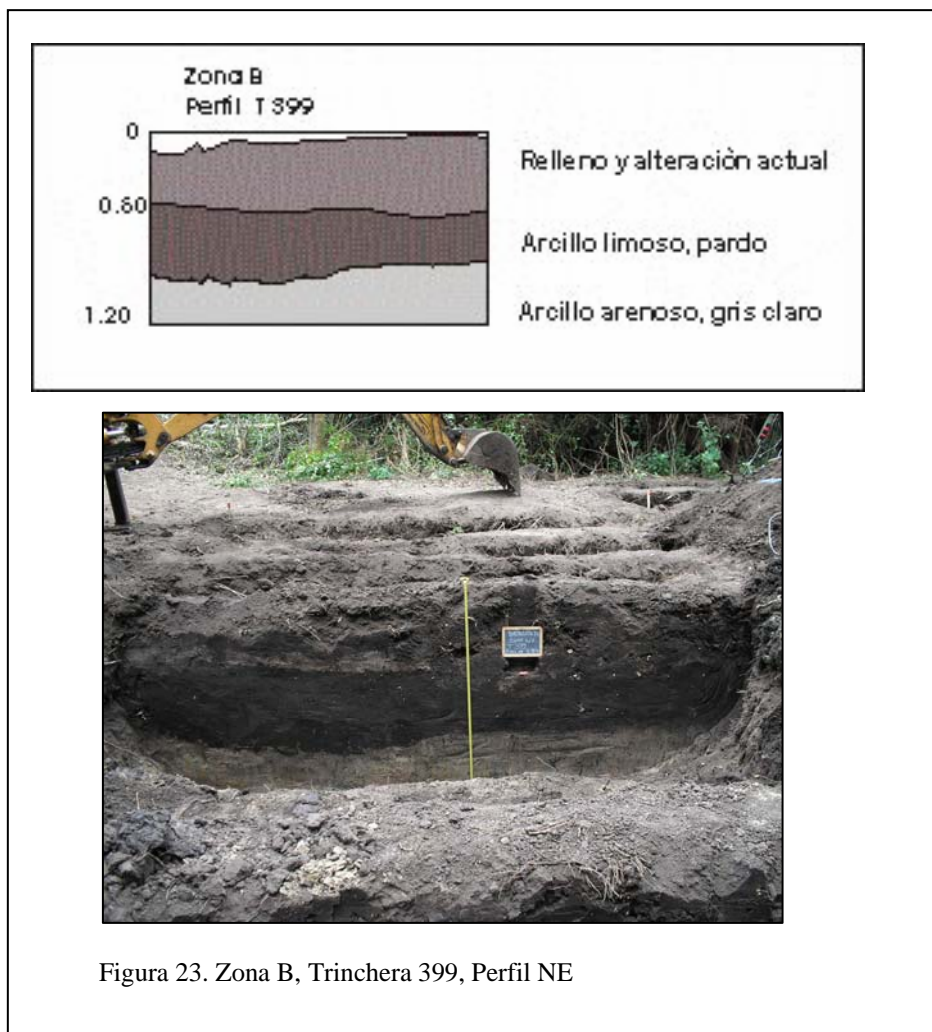 Zona B
Perfil T 399
0
Relleno y alteración actual
0.60
Arcillo limoso, pardo
1.20
Arcillo arenoso, gris claro
Figura 23. Zona B, Trinchera 399, Perfil NE